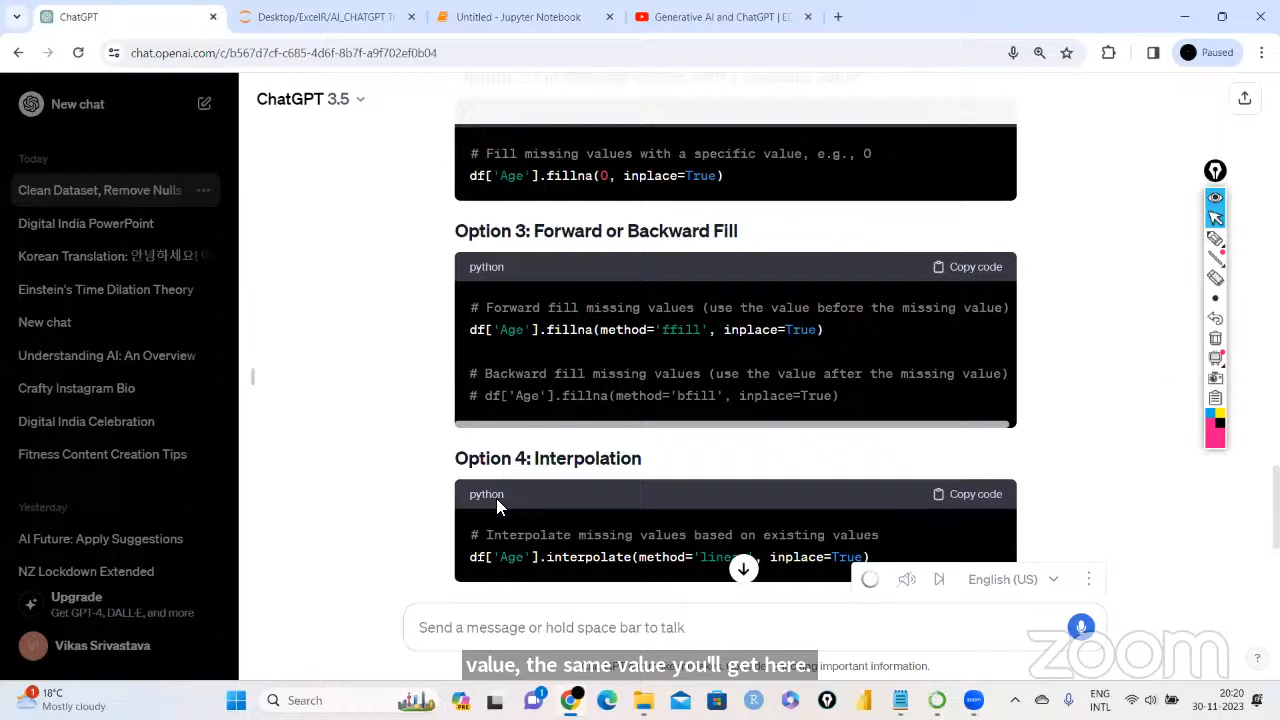 ChatGPT
Desktop/ExcelR/AI_CHATGPT Tr
Untitled - Jupyter Notebook
Generative AI and ChatGPT | ED
chat.openai.com/c/b567d7cf-c685-4d6f-8b7f-a9f702ef0b04
Paused
New chat
ChatGPT 3.5
Today
Clean Dataset, Remove Nulls
Digital India PowerPoint
Korean Translation: 안녕하세요!
Einstein's Time Dilation Theory
New chat
Understanding AI: An Overview
Crafty Instagram Bio
Digital India Celebration
Fitness Content Creation Tips
Yesterday
AI Future: Apply Suggestions
NZ Lockdown Extended
Upgrade
Get GPT-4, DALL·E, and more
VI
Vikas Srivastava
# Fill missing values with a specific value, e.g., 0
df['Age'].fillna(0, inplace=True)
Option 3: Forward or Backward Fill
python
Copy code
# Forward fill missing values (use the value before the missing value)
df['Age'].fillna(method='ffill', inplace=True)
# Backward fill missing values (use the value after the missing value)
# df['Age'].fillna(method='bfill', inplace=True)
Option 4: Interpolation
python
Copy code
# Interpolate missing values based on existing values
df['Age'].interpolate(method='linear', inplace=True)
English (US)
Send a message or hold space bar to talk
value, the same value you'll get here.
important information.
zoom
?
18°C
Mostly cloudy
Search
PRE
1
R
zoom
ENG
INTL
20:20
30-11-2023